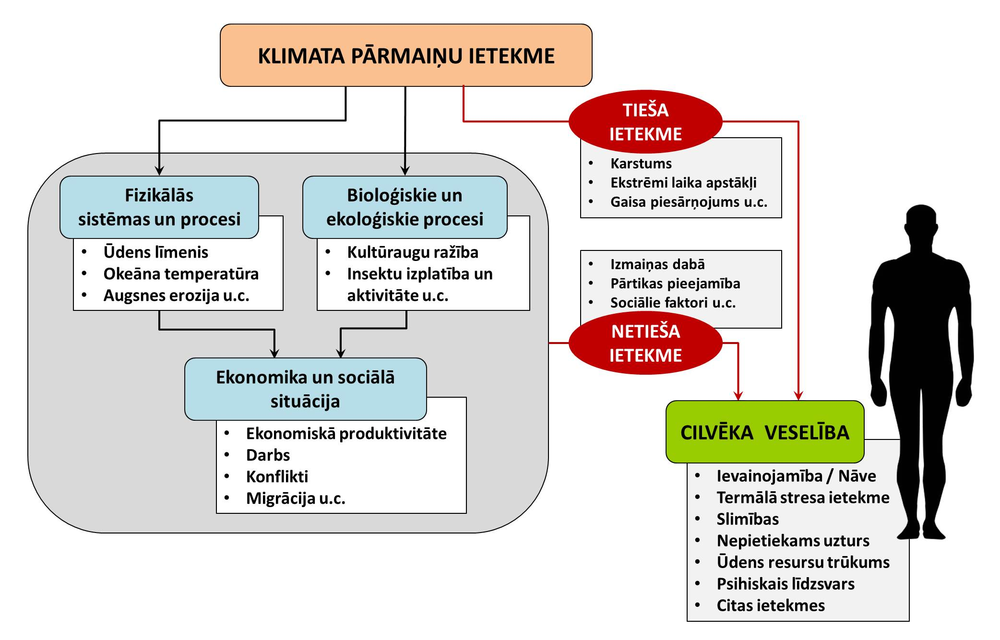 KLIMATA PĀRMAIŅU IETEKME
TIEŠA
IETEKME
• Karstums
• Ekstrēmi laika apstākļi
• Gaisa piesārņojums u.c.
Fizikālās
sistēmas un procesi
• Ūdens līmenis
• Okeāna temperatūra
• Augsnes erozija u.c.
Bioloģiskie un
ekoloģiskie procesi
• Kultūraugu ražība
• Insektu izplatība un
aktivitāte u.c.
• Izmaiņas dabā
• Pārtikas pieejamība
• Sociālie faktori u.c.
NETIEŠA
IETEKME
Ekonomika un sociālā
situācija
• Ekonomiskā produktivitāte
• Darbs
• Konflikti
• Migrācija u.c.
CILVĒKA VESELĪBA
• Ievainojamība / Nāve
• Termālā stresa ietekme
• Slimības
• Nepietiekams uzturs
• Ūdens resursu trūkums
• Psihiskais līdzsvars
• Citas ietekmes